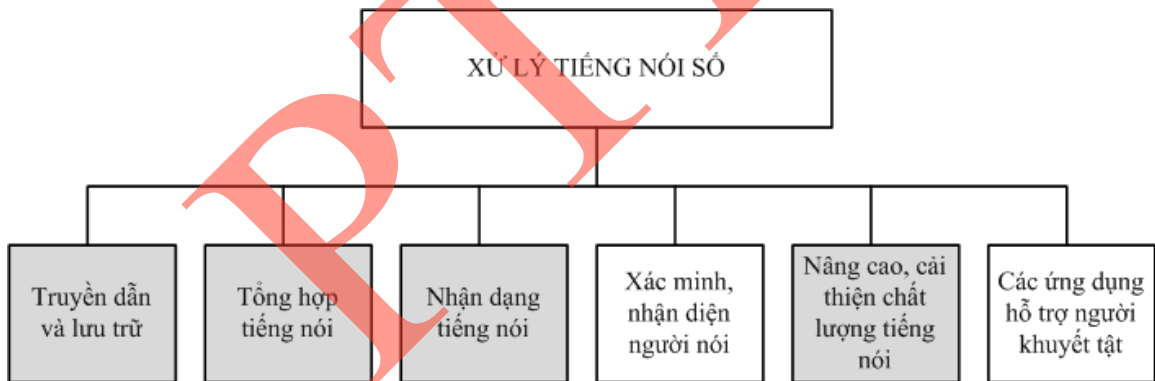 XỬ LÝ TIẾNG NÓI SỐ
Truyền dẫn
và lưu trữ
Tổng hợp
tiếng nói
Nhận dạng
tiếng nói
Xác minh,
nhận diện
người nói
Nâng cao, cải
thiện chất
lượng tiếng
nói
Các ứng dụng
hỗ trợ người
khuyết tật
PT